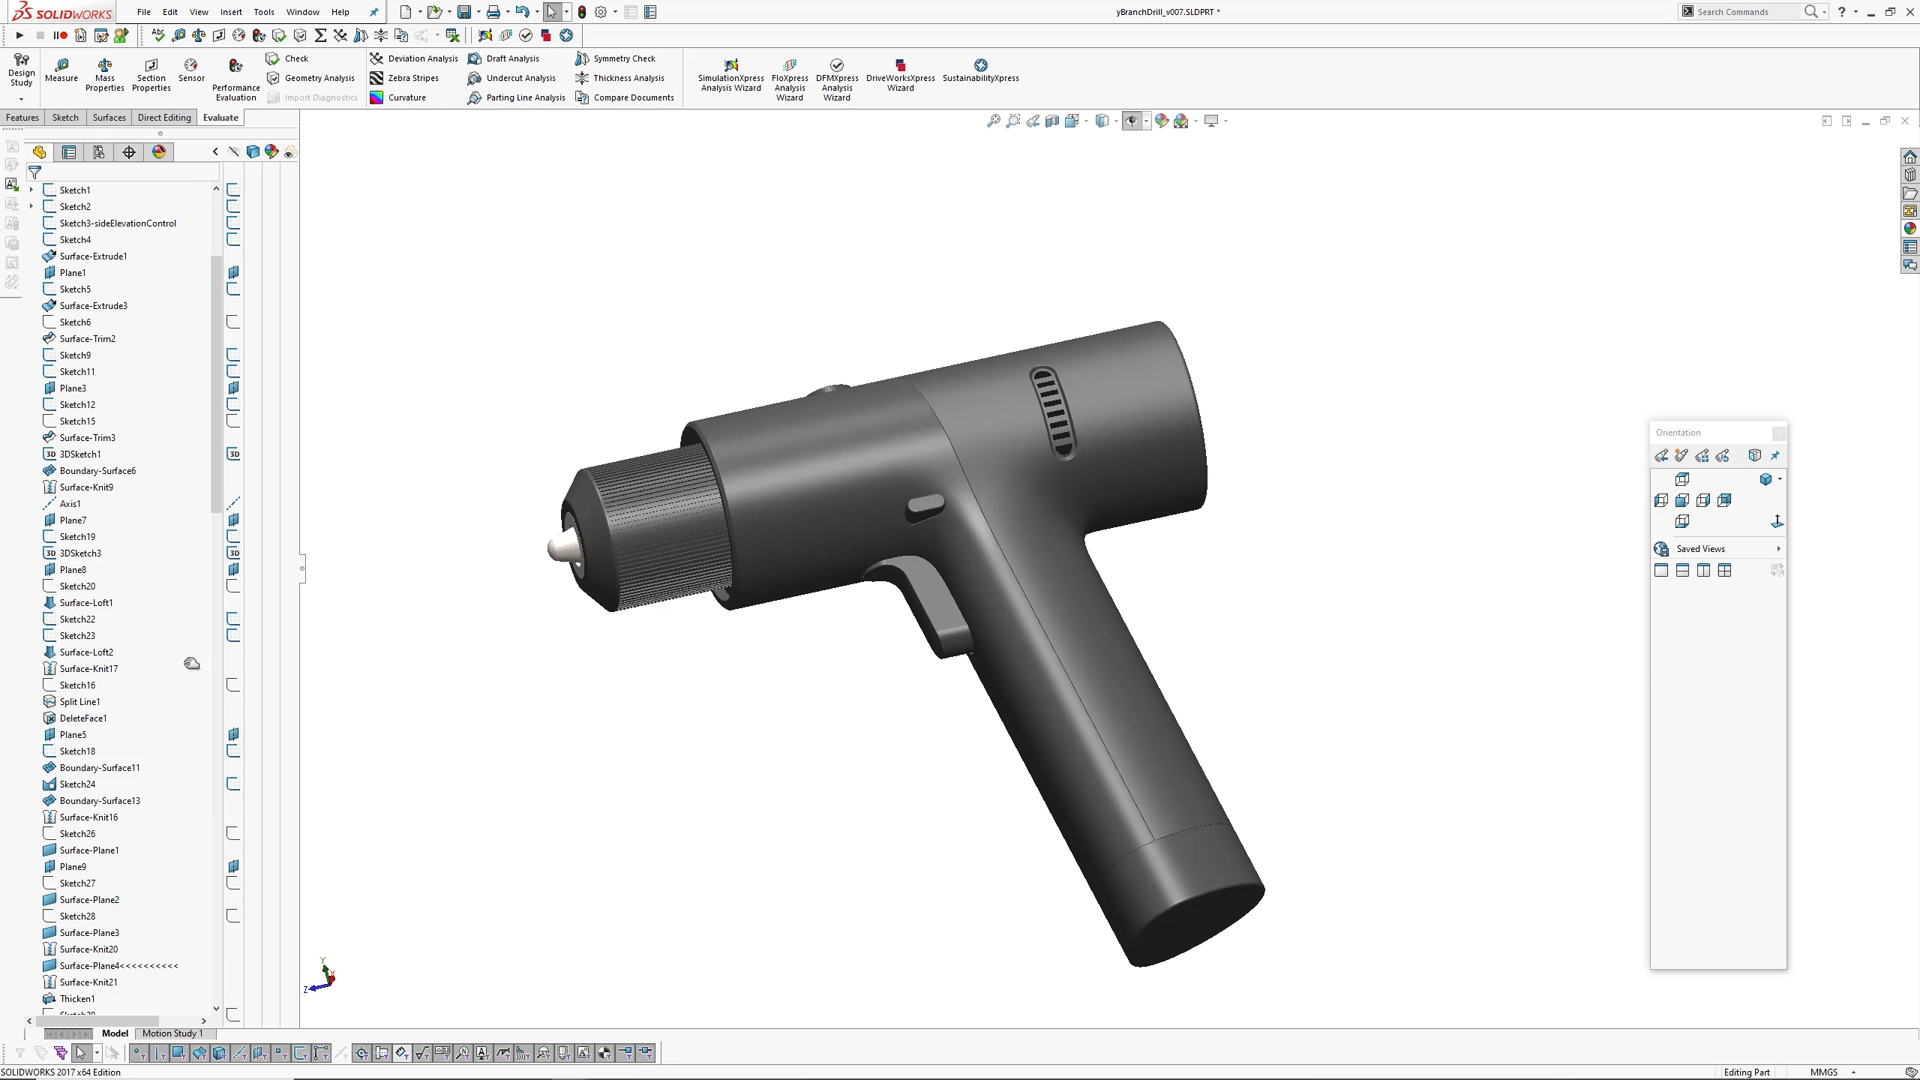 SOLIDWORKS File Edit View Insert Tools Window Help yBranchDrill_v007.SLDPRT * Search Commands
Design Study
Measure
Mass Properties
Section Properties
Sensor
Performance Evaluation
Check
Geometry Analysis
Import Diagnostics
Deviation Analysis
Zebra Stripes
Curvature
Draft Analysis
Undercut Analysis
Parting Line Analysis
Symmetry Check
Thickness Analysis
Compare Documents
SimulationXpress Analysis Wizard
FloXpress Analysis Wizard
DFMXpress Analysis Wizard
DriveWorksXpress Wizard
SustainabilityXpress
Features Sketch Surfaces Direct Editing Evaluate
Sketch1
Sketch2
Sketch3-sideElevationControl
Sketch4
Surface-Extrude1
Plane1
Sketch5
Surface-Extrude3
Sketch6
Surface-Trim2
Sketch9
Sketch11
Plane3
Sketch12
Sketch15
Surface-Trim3
3DSketch1
Boundary-Surface6
Surface-Knit9
Axis1
Plane7
Sketch19
3DSketch3
Plane8
Sketch20
Surface-Loft1
Sketch22
Sketch23
Surface-Loft2
Surface-Knit17
Sketch16
Split Line1
DeleteFace1
Plane5
Sketch18
Boundary-Surface11
Sketch24
Boundary-Surface13
Surface-Knit16
Sketch26
Surface-Plane1
Plane9
Sketch27
Surface-Plane2
Sketch28
Surface-Plane3
Surface-Knit20
Surface-Plane4<<<<<<<<<<
Surface-Knit21
Thicken1
Orientation
Saved Views
Y
Z
Model Motion Study 1
SOLIDWORKS 2017 x64 Edition Editing Part MMGS